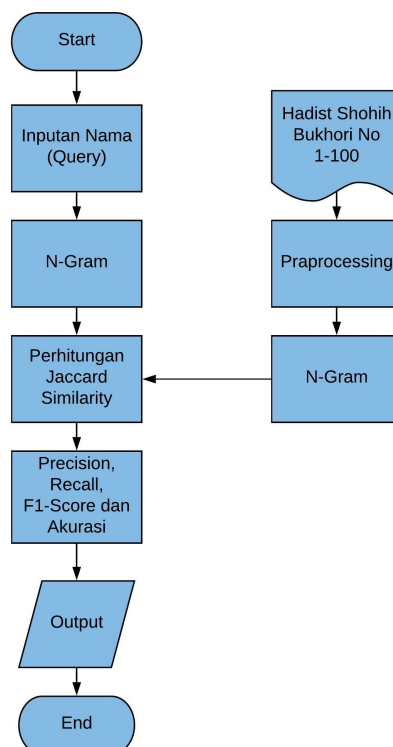 Start
Inputan Nama
(Query)
N-Gram
Perhitungan
Jaccard
Similarity
Precision,
Recall,
F1-Score dan
Akurasi
Output
End
Hadist Shohih
Bukhori No
1-100
Praprocessing
N-Gram